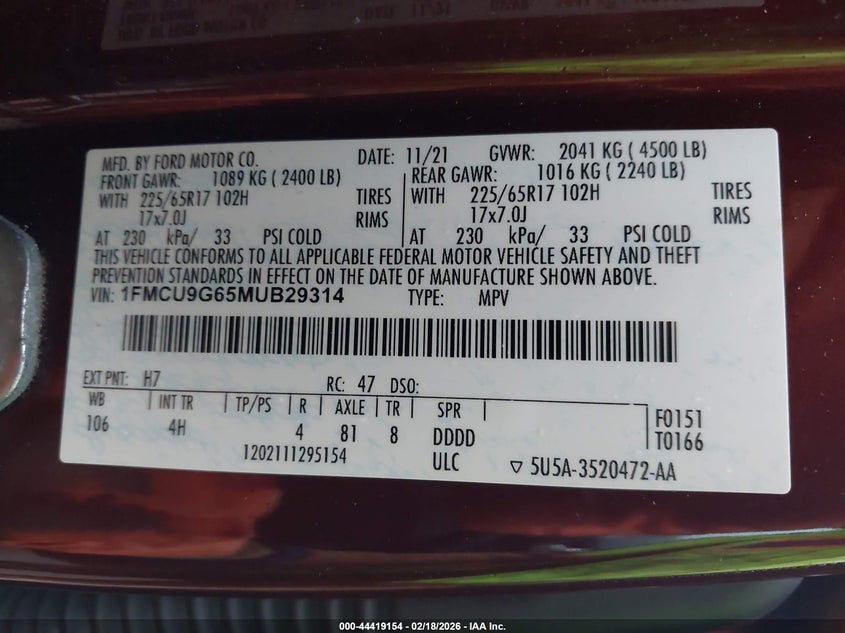 MFD. BY FORD MOTOR CO. DATE: 11/21 GVWR: 2041 KG ( 4500 LB)
FRONT GAWR: 1089 KG ( 2400 LB) REAR GAWR: 1016 KG ( 2240 LB)
WITH 225/65R17 102H TIRES WITH 225/65R17 102H TIRES
17x7.0J RIMS 17x7.0J RIMS
AT 230 kPa/ 33 PSI COLD AT 230 kPa/ 33 PSI COLD
THIS VEHICLE CONFORMS TO ALL APPLICABLE FEDERAL MOTOR VEHICLE SAFETY AND THEFT
PREVENTION STANDARDS IN EFFECT ON THE DATE OF MANUFACTURE SHOWN ABOVE.
VIN: 1FMCU9G65MUB29314 TYPE: MPV
EXT PNT: H7 RC: 47 DSO:
WB INT TR TP/PS R AXLE TR SPR F0151
106 4H 4 81 8 DDDD T0166
1202111295154 ULC ▽ 5U5A-3520472-AA
000-44419154 - 02/18/2026 - IAA Inc.